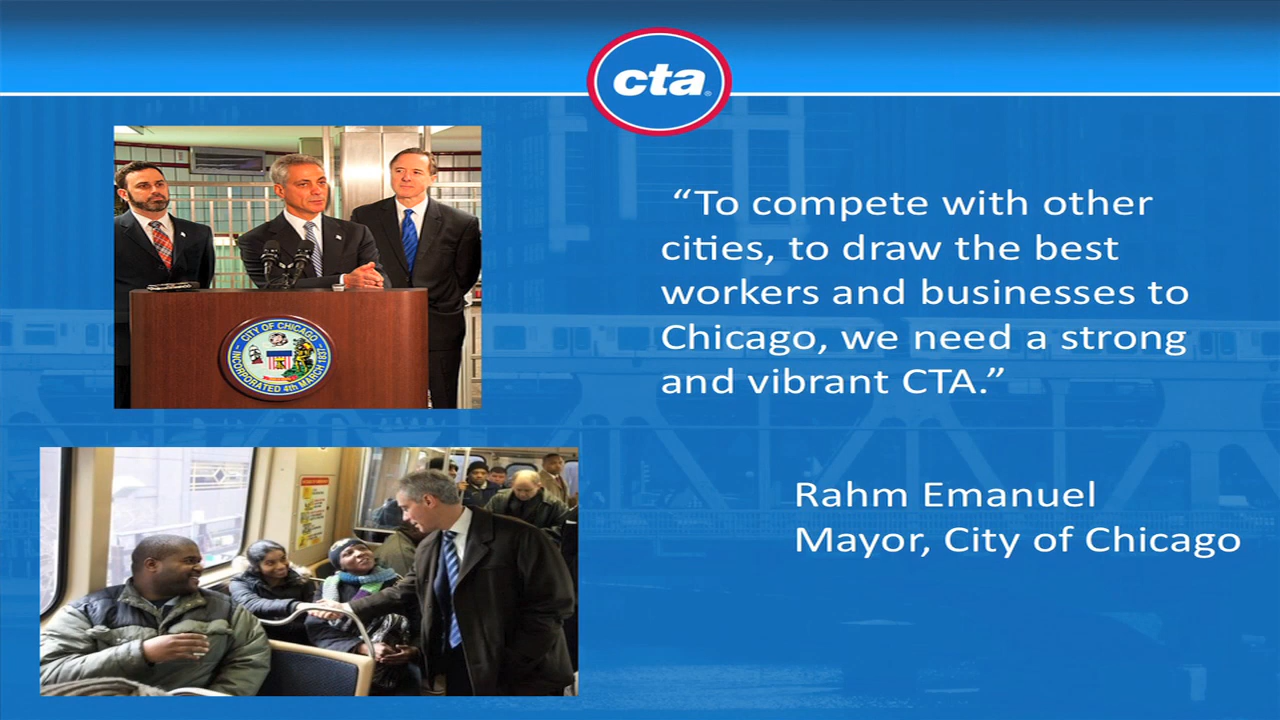 cta
“To compete with other
cities, to draw the best
workers and businesses to
Chicago, we need a strong
and vibrant CTA.”
CITY OF CHICAGO
INCORPORATED 4th MARCH 1837
Rahm Emanuel
Mayor, City of Chicago